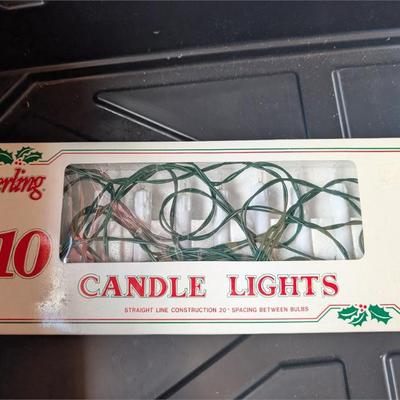 erling
10
CANDLE LIGHTS
STRAIGHT LINE CONSTRUCTION 20" SPACING BETWEEN BULBS